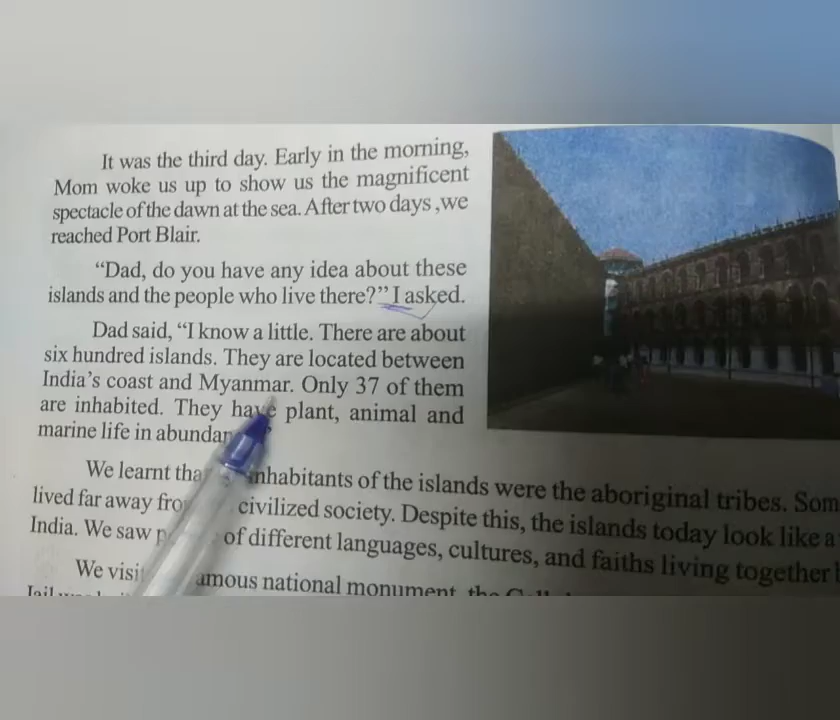 It was the third day. Early in the morning,
Mom woke us up to show us the magnificent
spectacle of the dawn at the sea. After two days ,we
reached Port Blair.
“Dad, do you have any idea about these
islands and the people who live there?” I asked.
Dad said, “I know a little. There are about
six hundred islands. They are located between
India’s coast and Myanmar. Only 37 of them
are inhabited. They have plant, animal and
marine life in
We learnt inhabitants of the islands were the aboriginal tribes.
lived far away civilized society. Despite this, the islands today look like a
India. We saw of different languages, cultures, and faiths living together
We national monument, the